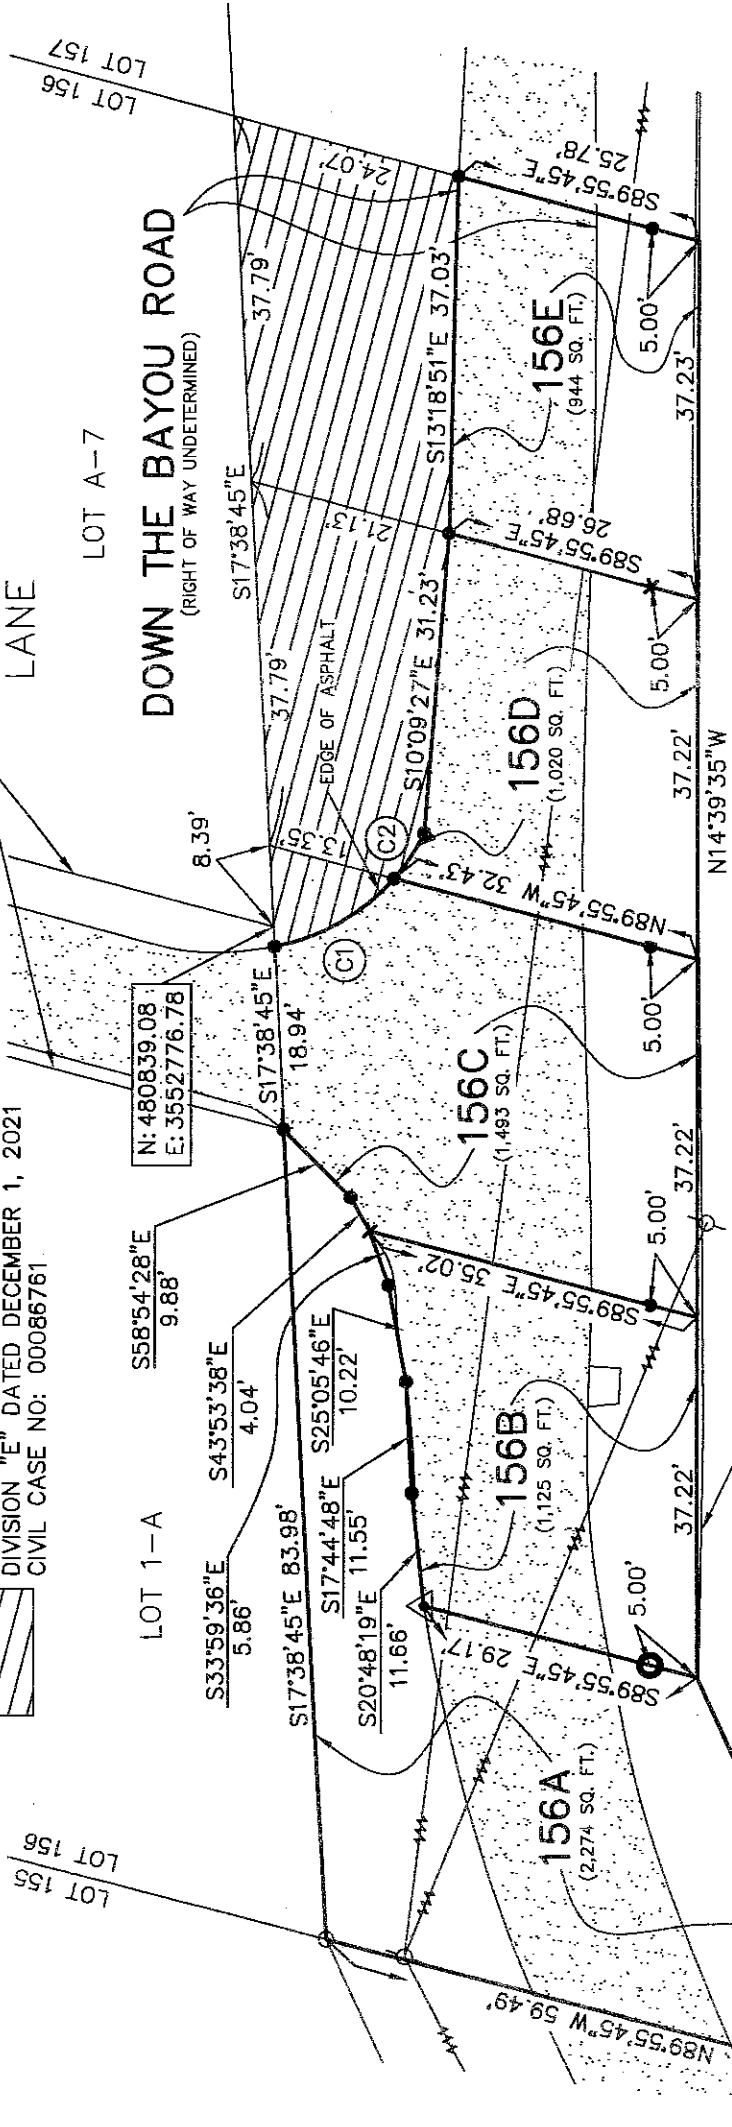 DIVISION "E" DATED DECEMBER 1, 2021
CIVIL CASE NO: 00086761
LANE
LOT A-7
LOT 1-A
LOT 155
LOT 156
LOT 156
LOT 157
DOWN THE BAYOU ROAD
(RIGHT OF WAY UNDETERMINED)
N: 480839.08
E: 3552776.78
S58°54'28"E
9.88'
S43°53'38"E
4.04'
S33°59'36"E
5.86'
S25°05'46"E
10.22'
S17°44'48"E
11.55'
S20°48'19"E
11.66'
S17°38'45"E 83.98'
S17°38'45"E
18.94'
8.39'
37.79'
S17°38'45"E
37.79'
13.35'
21.13'
24.07'
EDGE OF ASPHALT
C1
C2
S10°09'27"E 31.23'
S13°18'51"E 37.03'
N89°55'45"W 59.49'
S89°55'45"E 29.17'
S89°55'45"E 35.02'
N89°55'45"W 32.43'
S89°55'45"E
26.68'
S89°55'45"E
25.78'
156A
(2,274 SQ. FT.)
156B
(1,125 SQ. FT.)
156C
(1,493 SQ. FT.)
156D
(1,020 SQ. FT.)
156E
(944 SQ. FT.)
5.00'
5.00'
5.00'
5.00'
5.00'
37.22'
37.22'
37.22'
37.23'
N14°39'35"W